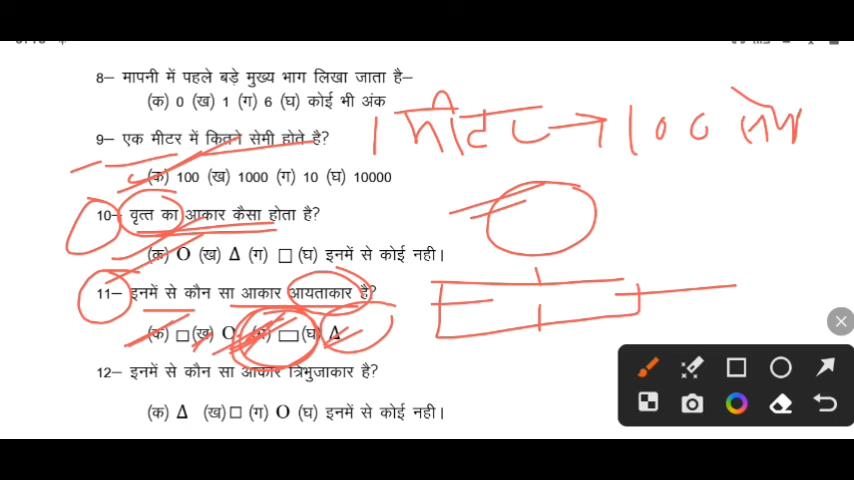 8– मापनी में पहले बड़े मुख्य भाग लिखा जाता है–
(क) 0 (ख) 1 (ग) 6 (घ) कोई भी अंक
9– एक मीटर में कितने सेमी होते है?
1 मीटर → 100 सेमी
(क) 100 (ख) 1000 (ग) 10 (घ) 10000
10– वृत्त का आकार कैसा होता है?
(क) O (ख) Δ (ग) □ (घ) इनमें से कोई नही।
11– इनमें से कौन सा आकार आयताकार है?
(क) □ (ख) O (ग) ▭ (घ) Δ
12– इनमें से कौन सा आकार त्रिभुजाकार है?
(क) Δ (ख) □ (ग) O (घ) इनमें से कोई नही।